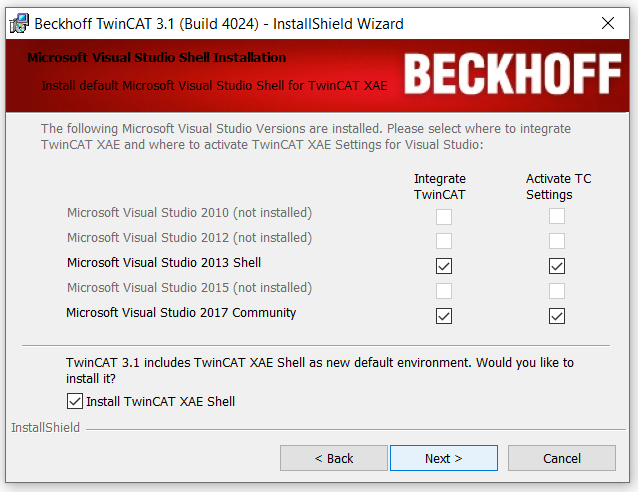 Beckhoff TwinCAT 3.1 (Build 4024) - InstallShield Wizard
Microsoft Visual Studio Shell Installation
Install default Microsoft Visual Studio Shell for TwinCAT XAE
BECKHOFF
The following Microsoft Visual Studio Versions are installed. Please select where to integrate
TwinCAT XAE and where to activate TwinCAT XAE Settings for Visual Studio:
Integrate
TwinCAT
Activate TC
Settings
Microsoft Visual Studio 2010 (not installed)
Microsoft Visual Studio 2012 (not installed)
Microsoft Visual Studio 2013 Shell
Microsoft Visual Studio 2015 (not installed)
Microsoft Visual Studio 2017 Community
TwinCAT 3.1 includes TwinCAT XAE Shell as new default environment. Would you like to
install it?
Install TwinCAT XAE Shell
InstallShield
< Back
Next >
Cancel